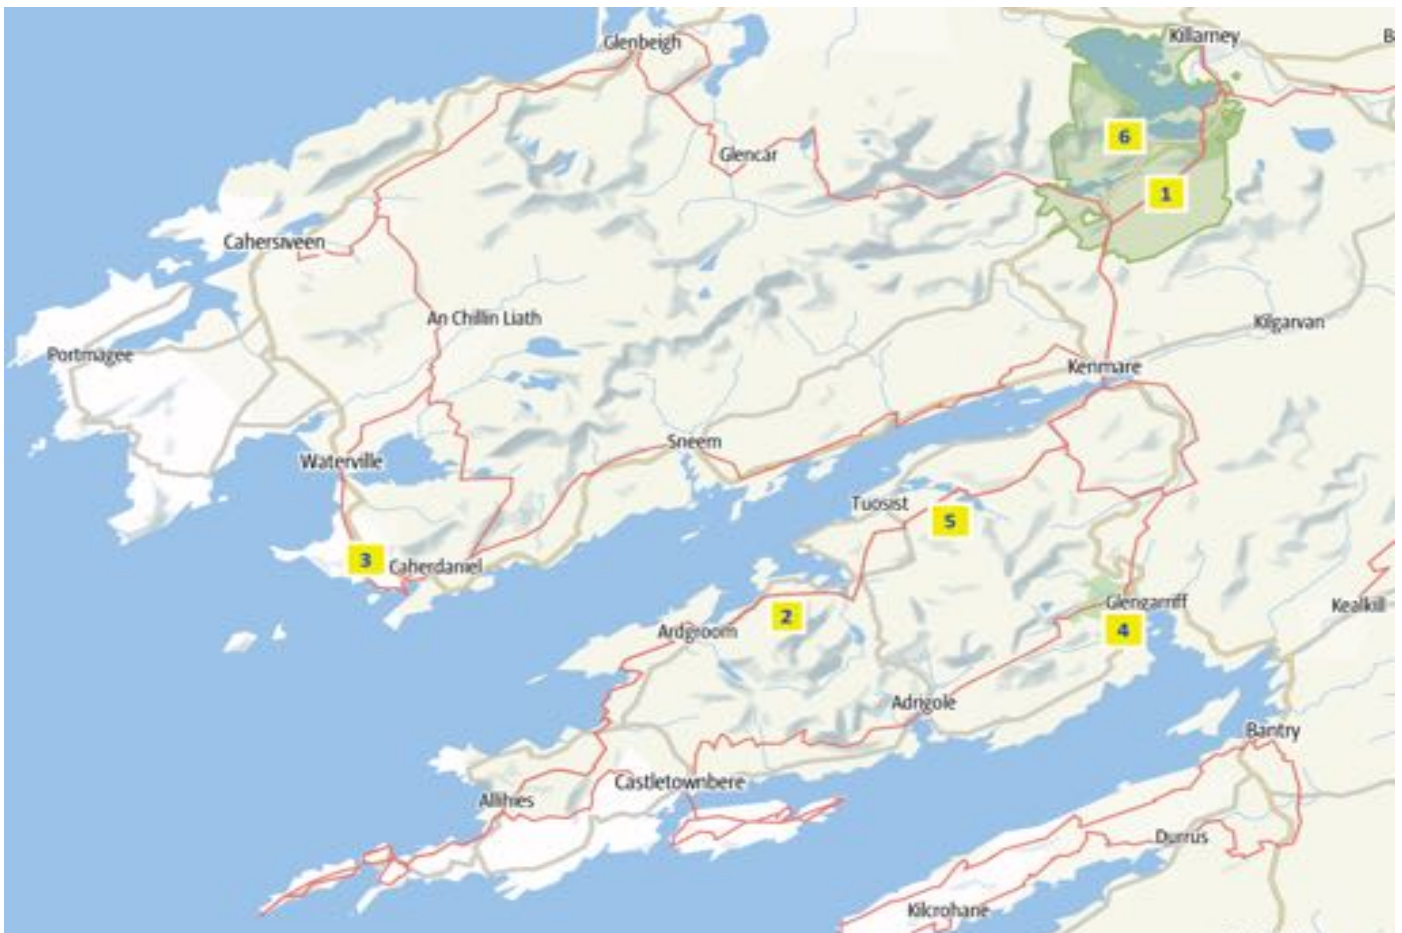 Glenbeigh
Killarney
B
6
Glencar
1
Cahersiveen
An Chillin Liath
Kilgarvan
Portmagee
Kenmare
Sneem
Waterville
Tuosist
5
3
Caherdaniel
Glengarriff
Kealkill
2
4
Ardgroom
Adrigole
Bantry
Castletownbere
Allihies
Durrus
Kilcrohane